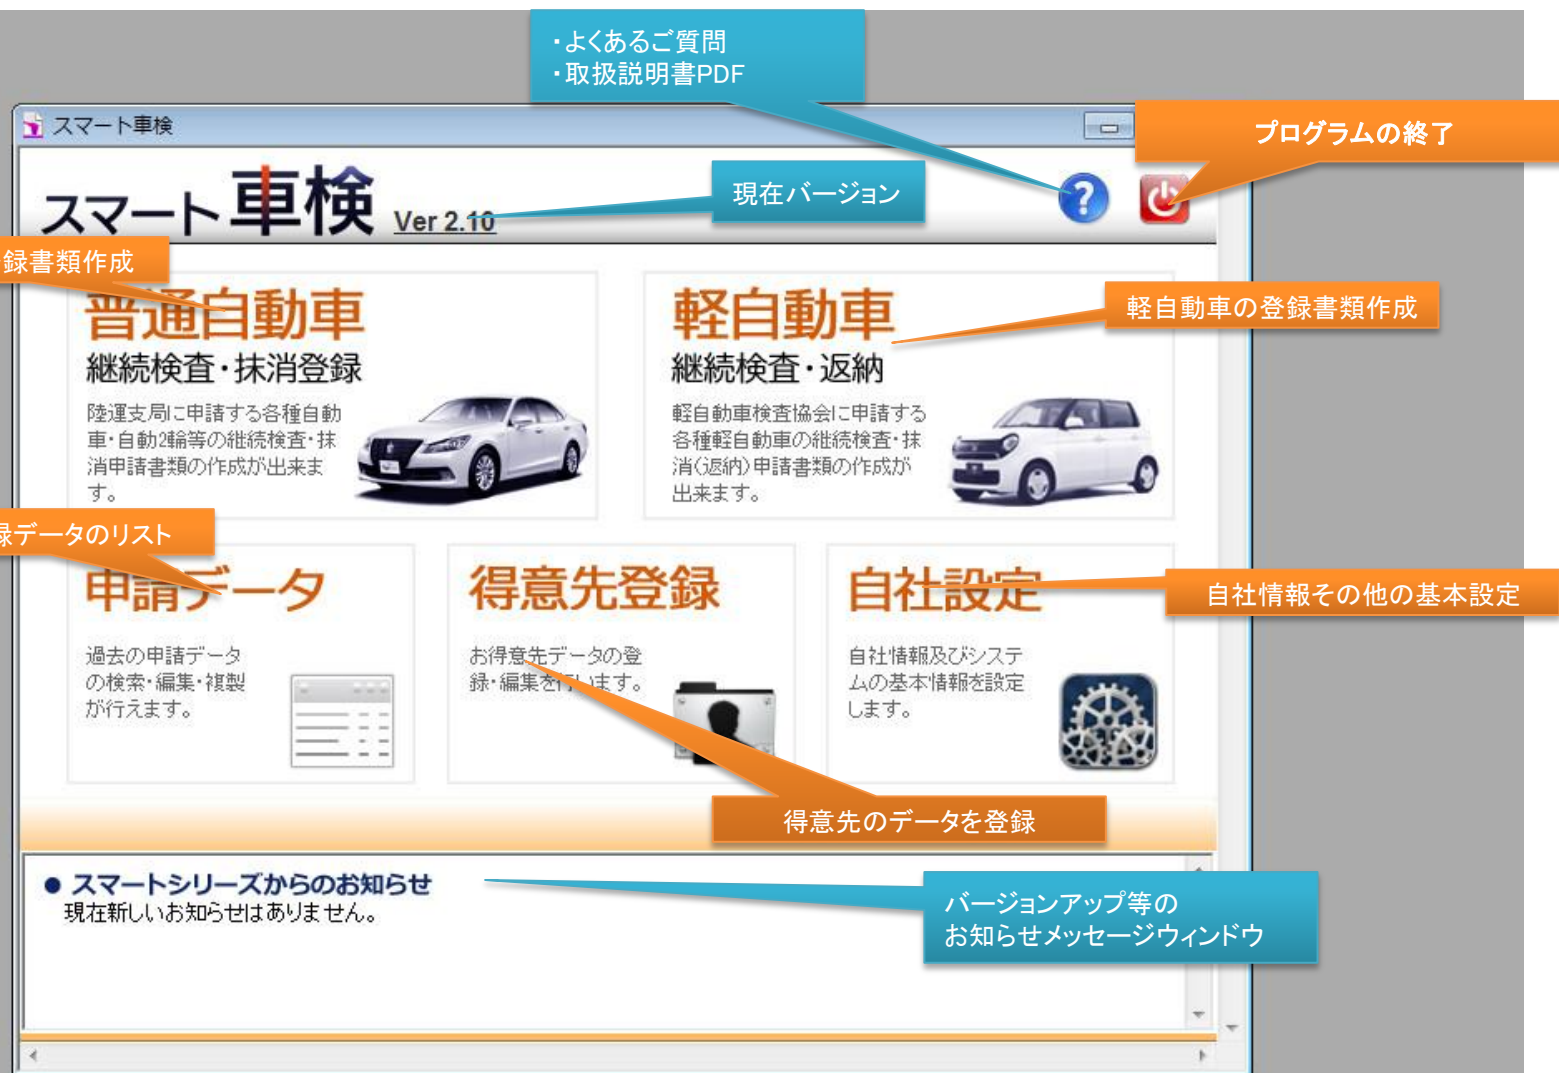 ・よくあるご質問
・取扱説明書PDF
スマート車検
プログラムの終了
スマート車検 Ver 2.10
現在バージョン
録書類作成
普通自動車
継続検査・抹消登録
陸運支局に申請する各種自動
車・自動2輪等の継続検査・抹
消申請書類の作成が出来ま
す。
軽自動車
継続検査・返納
軽自動車検査協会に申請する
各種軽自動車の継続検査・抹
消(返納)申請書類の作成が
出来ます。
軽自動車の登録書類作成
録データのリスト
申請データ
過去の申請データ
の検索・編集・複製
が行えます。
得意先登録
お得意先データの登
録・編集を行います。
自社設定
自社情報及びシステ
ムの基本情報を設定
します。
自社情報その他の基本設定
得意先のデータを登録
● スマートシリーズからのお知らせ
現在新しいお知らせはありません。
バージョンアップ等の
お知らせメッセージウィンドウ